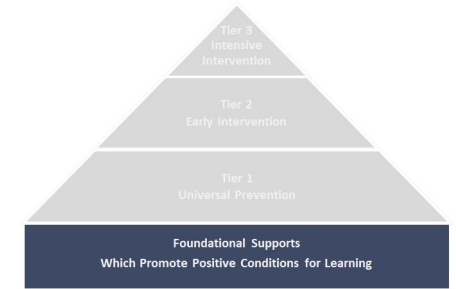 Tier 3
Intensive
Intervention
Tier 2
Early Intervention
Tier 1
Universal Prevention
Foundational Supports
Which Promote Positive Conditions for Learning